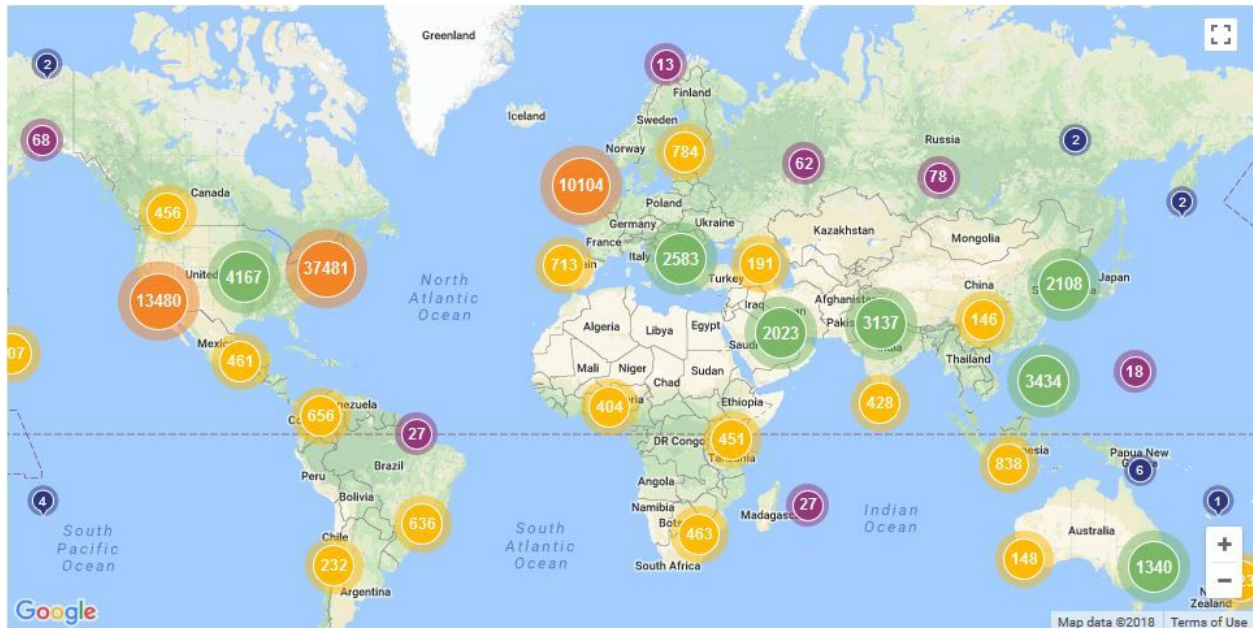 Greenland
2
13
Finland
Iceland
Sweden
68
Russia
2
Norway
784
62
78
Canada
10104
2
456
Poland
Germany
Ukraine
Kazakhstan
France
Mongolia
37481
Italy
2583
United
4167
713
191
North
Atlantic
Ocean
Turkey
China
2108
Japan
13480
Iraq
Afghanistan
Algeria
Libya
Egypt
2023
3137
146
07
Mexico
461
Saudi
Thailand
Mali
Niger
Sudan
Chad
3434
18
656
404
Ethiopia
428
27
DR Congo
451
Tanzania
838
Papua New
Peru
Brazil
6
Angola
4
Bolivia
Namibia
Madagascar
27
Indian
Ocean
1
South
Pacific
Ocean
636
South
Atlantic
Ocean
463
Australia
Chile
148
1340
+
232
South Africa
−
Argentina
23
Zealand
Google
Map data ©2018
Terms of Use